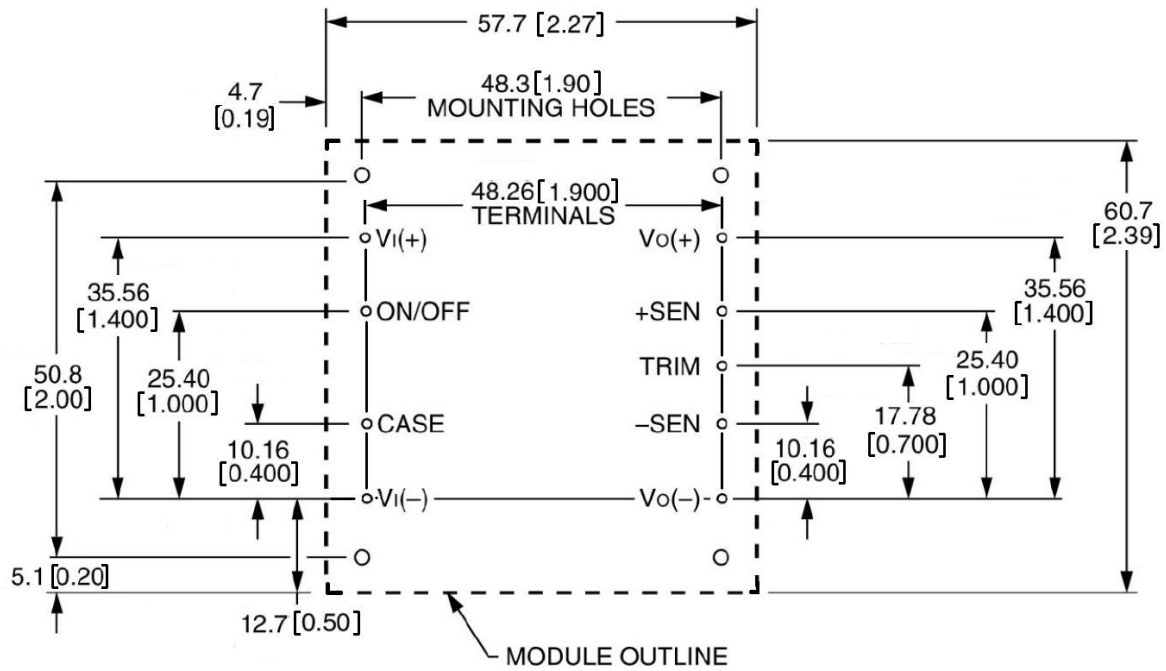 57.7 [2.27]
4.7
[0.19]
48.3[1.90]
MOUNTING HOLES
48.26[1.900]
TERMINALS
60.7
[2.39]
VI(+)
VO(+)
35.56
[1.400]
35.56
[1.400]
ON/OFF
+SEN
50.8
[2.00]
25.40
[1.000]
TRIM
25.40
[1.000]
CASE
–SEN
17.78
[0.700]
10.16
[0.400]
10.16
[0.400]
VI(–)
VO(–)
5.1[0.20]
12.7[0.50]
MODULE OUTLINE